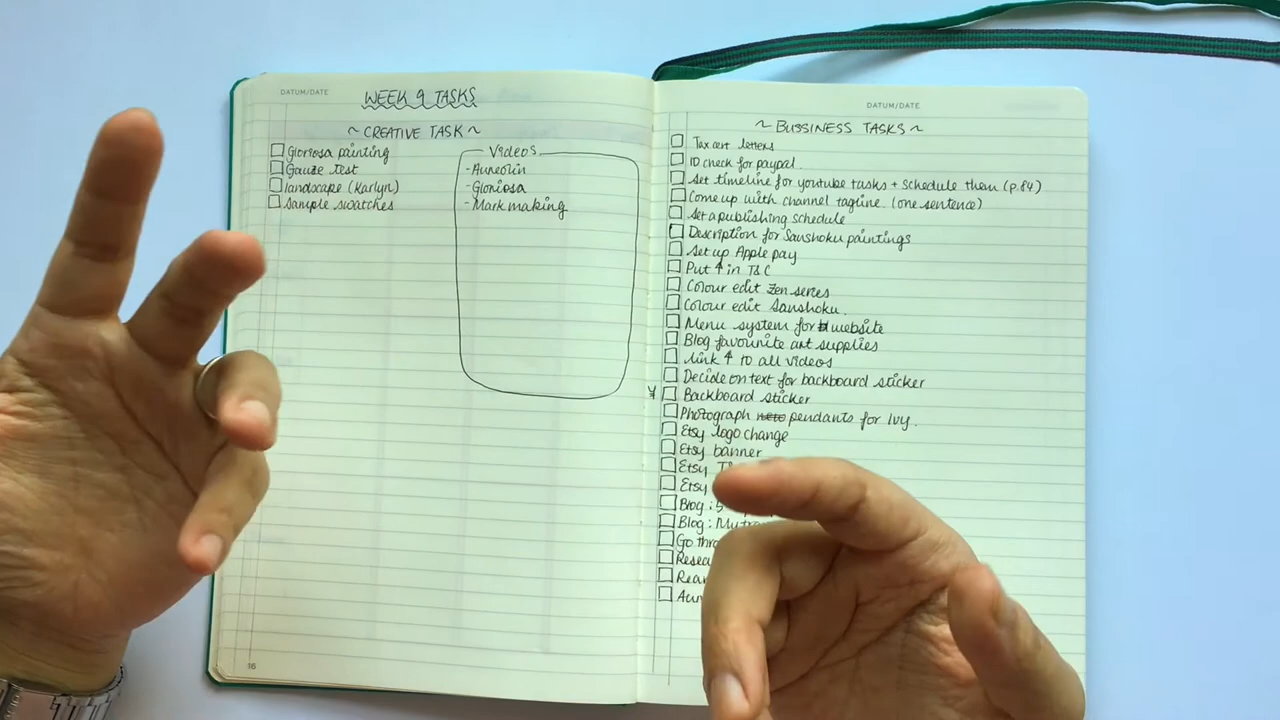 DATUM/DATE
WEEK 9 TASKS
~ CREATIVE TASK ~
Gloriosa painting
Gauze test
landscape (Karlyn)
Sample swatches
Videos
- Aureolin
- Gloriosa
- Mark making
16
DATUM/DATE
~ BUSSINESS TASKS ~
Tax cert letters
ID check for paypal.
Set timeline for youtube tasks + schedule them (p.84)
Come up with channel tagline. (one sentence)
Set a publishing schedule
Description for Sanshoku paintings
Set up Apple pay
Put ↑ in T&C
Colour edit Zen series
Colour edit Sanshoku.
Menu system for website
Blog favourite art supplies
Link ↑ to all videos
Decide on text for backboard sticker
Backboard sticker
Photograph pendants for Ivy.
Etsy logo change
Etsy banner
Etsy
Etsy
Blog : 5
Blog : My
Go